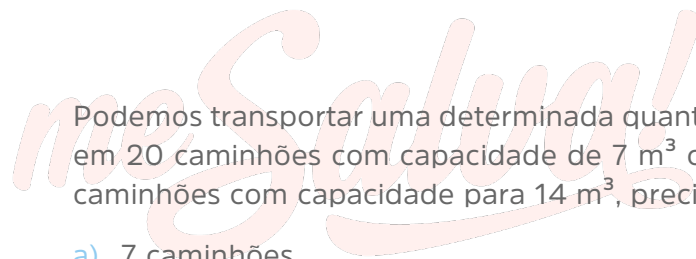 meSalva!
Podemos transportar uma determinada quant
em 20 caminhões com capacidade de 7 m³ c
caminhões com capacidade para 14 m³, preci
a) 7 caminhões